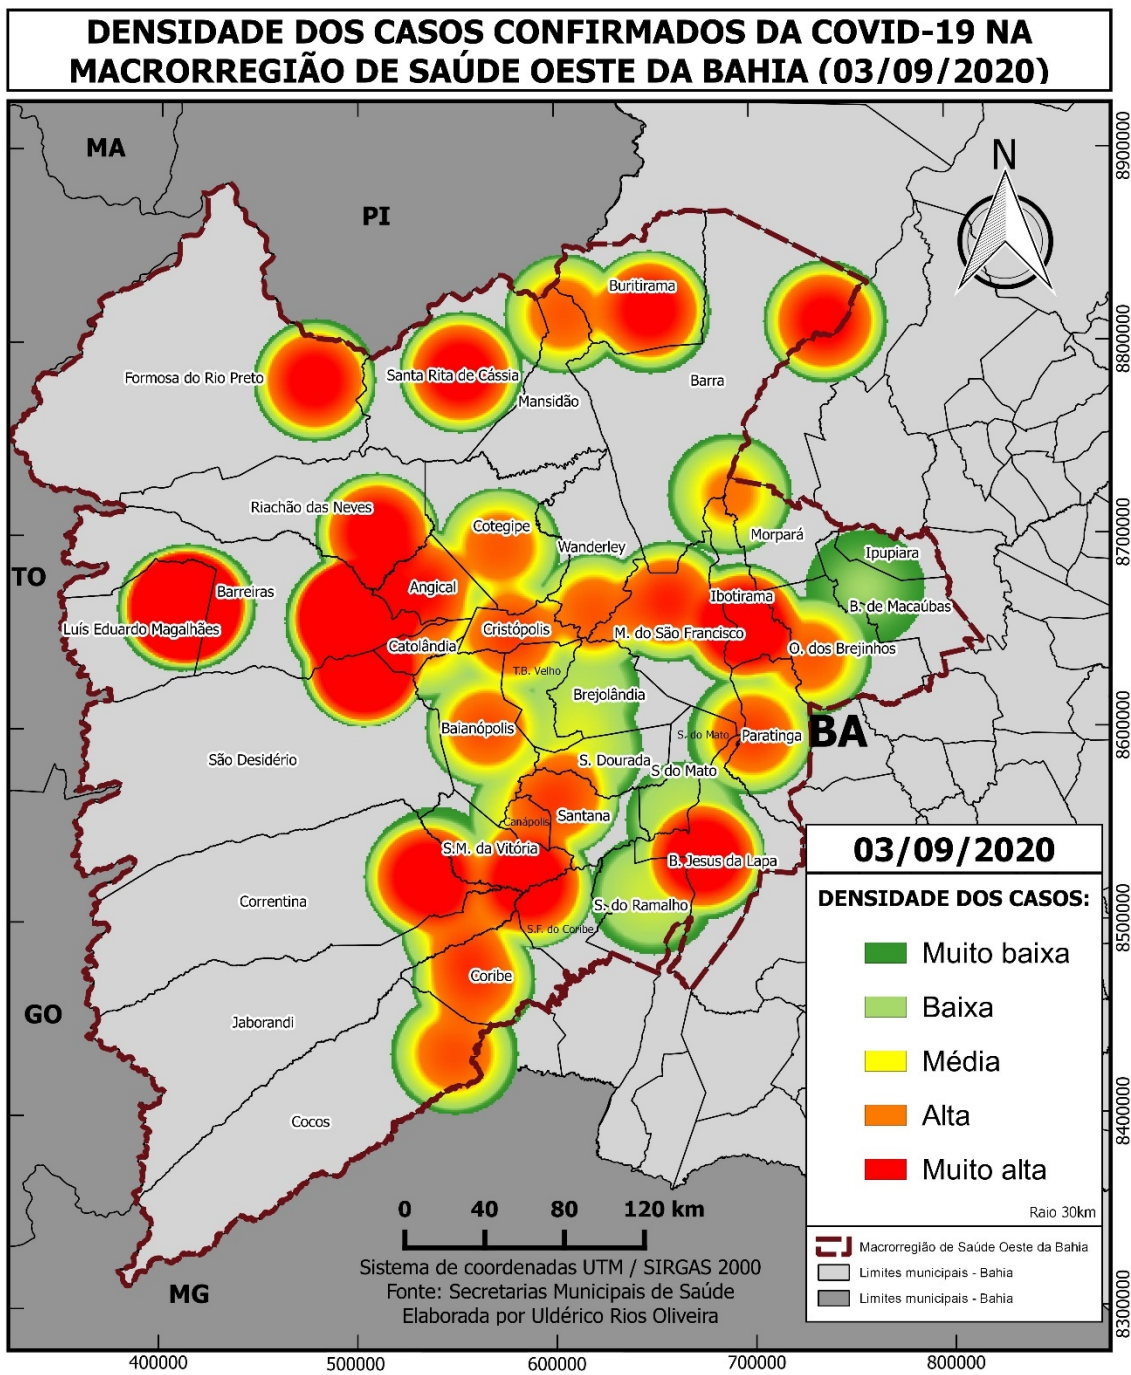 DENSIDADE DOS CASOS CONFIRMADOS DA COVID-19 NA
MACRORREGIÃO DE SAÚDE OESTE DA BAHIA (03/09/2020)
MA
PI
N
8900000
Buritirama
8800000
Formosa do Rio Preto
Santa Rita de Cássia
Barra
Mansidão
Riachão das Neves
Cotegipe
Wanderley
Morpará
8700000
Ipupiara
TO
Barreiras
Angical
Ibotirama
B. de Macaúbas
Luís Eduardo Magalhães
Cristópolis
M. do São Francisco
Catolândia
O. dos Brejinhos
T.B. Velho
Brejolândia
Baianópolis
S. do Mato
Paratinga
BA
8600000
São Desidério
S. Dourada
S do Mato
Canápolis
Santana
S.M. da Vitória
B. Jesus da Lapa
Correntina
S. do Ramalho
8500000
S.F. do Coribe
Coribe
GO
Jaborandi
Cocos
8400000
MG
8300000
03/09/2020
DENSIDADE DOS CASOS:
Muito baixa
Baixa
Média
Alta
Muito alta
Raio 30km
Macrorregião de Saúde Oeste da Bahia
Limites municipais - Bahia
Limites municipais - Bahia
0 40 80 120 km
Sistema de coordenadas UTM / SIRGAS 2000
Fonte: Secretarias Municipais de Saúde
Elaborada por Uldérico Rios Oliveira
400000 500000 600000 700000 800000